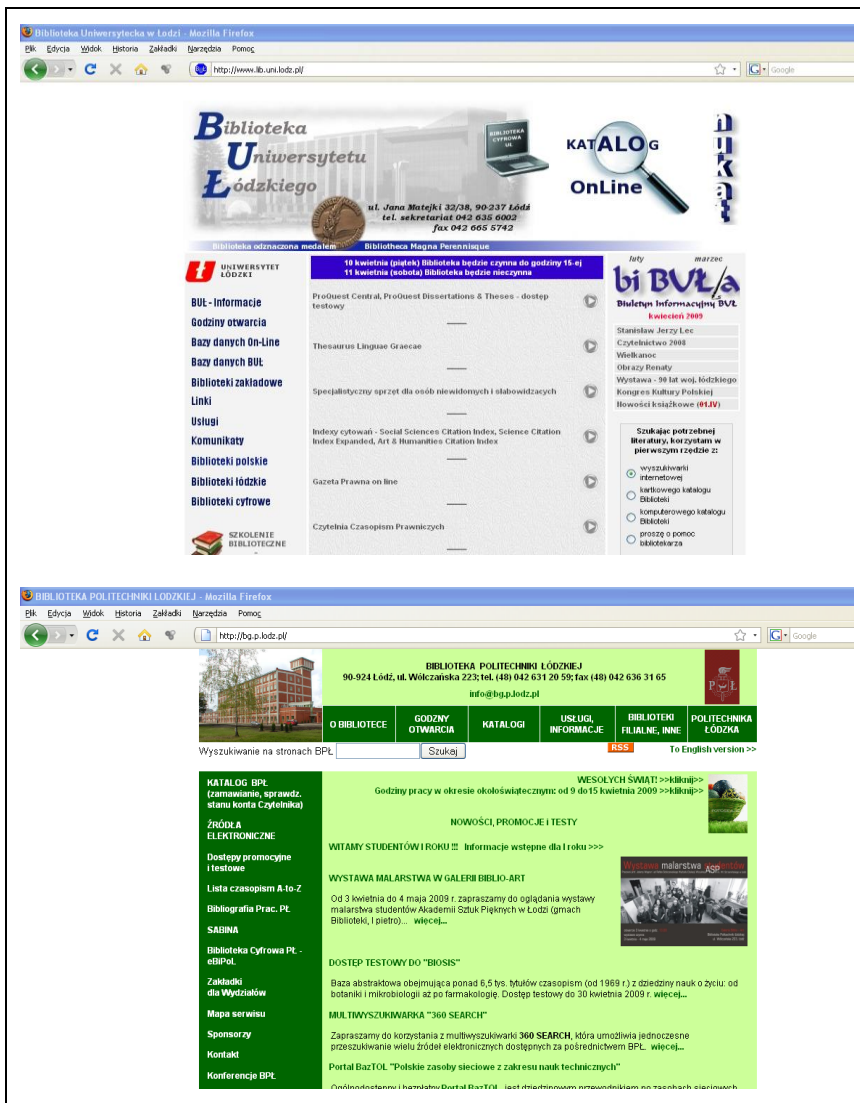 Biblioteka Uniwersytecka w Łodzi - Mozilla Firefox
Plik Edycja Widok Historia Zakładki Narzędzia Pomoc
http://www.lib.uni.lodz.pl/
Google
Biblioteka
Uniwersytetu
Łódzkiego
BIBLIOTEKA
CYFROWA
UŁ
KATALOG
OnLine
nukat
ul. Jana Matejki 32/38, 90-237 Łódź
tel. sekretariat 042 635 6002
fax 042 665 5742
Biblioteka odznaczona medalem Bibliotheca Magna Perennisque
UNIWERSYTET
ŁÓDZKI
BUŁ - Informacje
Godziny otwarcia
Bazy danych On-Line
Bazy danych BUŁ
Biblioteki zakładowe
Linki
Usługi
Komunikaty
Biblioteki polskie
Biblioteki łódzkie
Biblioteki cyfrowe
SZKOLENIE
BIBLIOTECZNE
10 kwietnia (piątek) Biblioteka będzie czynna do godziny 15-ej
11 kwietnia (sobota) Biblioteka będzie nieczynna
ProQuest Central, ProQuest Dissertations & Theses - dostęp
testowy
Thesaurus Linguae Graecae
Specjalistyczny sprzęt dla osób niewidomych i słabowidzacych
Indexy cytowań - Social Sciences Citation Index, Science Citation
Index Expanded, Art & Humanities Citation Index
Gazeta Prawna on line
Czytelnia Czasopism Prawniczych
luty marzec
bi BUŁ/a
Biuletyn Informacyjny BUŁ
kwiecień 2009
Stanisław Jerzy Lec
Czytelnictwo 2008
Wielkanoc
Obrazy Renaty
Wystawa - 90 lat woj. łódzkiego
Kongres Kultury Polskiej
Nowości książkowe (01.IV)
Szukając potrzebnej
literatury, korzystam w
pierwszym rzędzie z:
wyszukiwarki
internetowej
kartkowego katalogu
Biblioteki
komputerowego katalogu
Biblioteki
proszę o pomoc
bibliotekarza
BIBLIOTEKA POLITECHNIKI LODZKIEJ - Mozilla Firefox
Plik Edycja Widok Historia Zakładki Narzędzia Pomoc
http://bg.p.lodz.pl/
Google
BIBLIOTEKA POLITECHNIKI ŁÓDZKIEJ
90-924 Łódź, ul. Wólczańska 223; tel. (48) 042 631 20 59; fax (48) 042 636 31 65
info@bg.p.lodz.pl
P Ł
O BIBLIOTECE
GODZNY
OTWARCIA
KATALOGI
USŁUGI,
INFORMACJE
BIBLIOTEKI
FILIALNE, INNE
POLITECHNIKA
ŁÓDZKA
Wyszukiwanie na stronach BPŁ
Szukaj
RSS
To English version >>
KATALOG BPŁ
(zamawianie, sprawdz.
stanu konta Czytelnika)
ŹRÓDŁA
ELEKTRONICZNE
Dostępy promocyjne
i testowe
Lista czasopism A-to-Z
Bibliografia Prac. PŁ
SABINA
Biblioteka Cyfrowa PŁ -
eBiPoL
Zakładki
dla Wydziałów
Mapa serwisu
Sponsorzy
Kontakt
Konferencje BPŁ
WESOŁYCH ŚWIĄT! >>kliknij>>
Godziny pracy w okresie okołoświątecznym: od 9 do15 kwietnia 2009 >>kliknij>>
NOWOŚCI, PROMOCJE i TESTY
WITAMY STUDENTÓW I ROKU !!! Informacje wstępne dla I roku >>>
WYSTAWA MALARSTWA W GALERII BIBLIO-ART
Od 3 kwietnia do 4 maja 2009 r. zapraszamy do oglądania wystawy
malarstwa studentów Akademii Sztuk Pięknych w Łodzi (gmach
Biblioteki, I piętro)... więcej...
Wystawa malarstwa studentów
ASP
DOSTĘP TESTOWY DO "BIOSIS"
Baza abstraktowa obejmująca ponad 6,5 tys. tytułów czasopism (od 1969 r.) z dziedziny nauk o życiu: od
botaniki i mikrobiologii aż po farmakologię. Dostęp testowy do 30 kwietnia 2009 r. więcej...
MULTIWYSZUKIWARKA "360 SEARCH"
Zapraszamy do korzystania z multiwyszukiwarki 360 SEARCH, która umożliwia jednoczesne
przeszukiwanie wielu źródeł elektronicznych dostępnych za pośrednictwem BPŁ. więcej...
Portal BazTOL "Polskie zasoby sieciowe z zakresu nauk technicznych"
Ogólnodostępny i bezpłatny Portal BazTOL jest dziedzinowym przewodnikiem po zasobach sieciowych